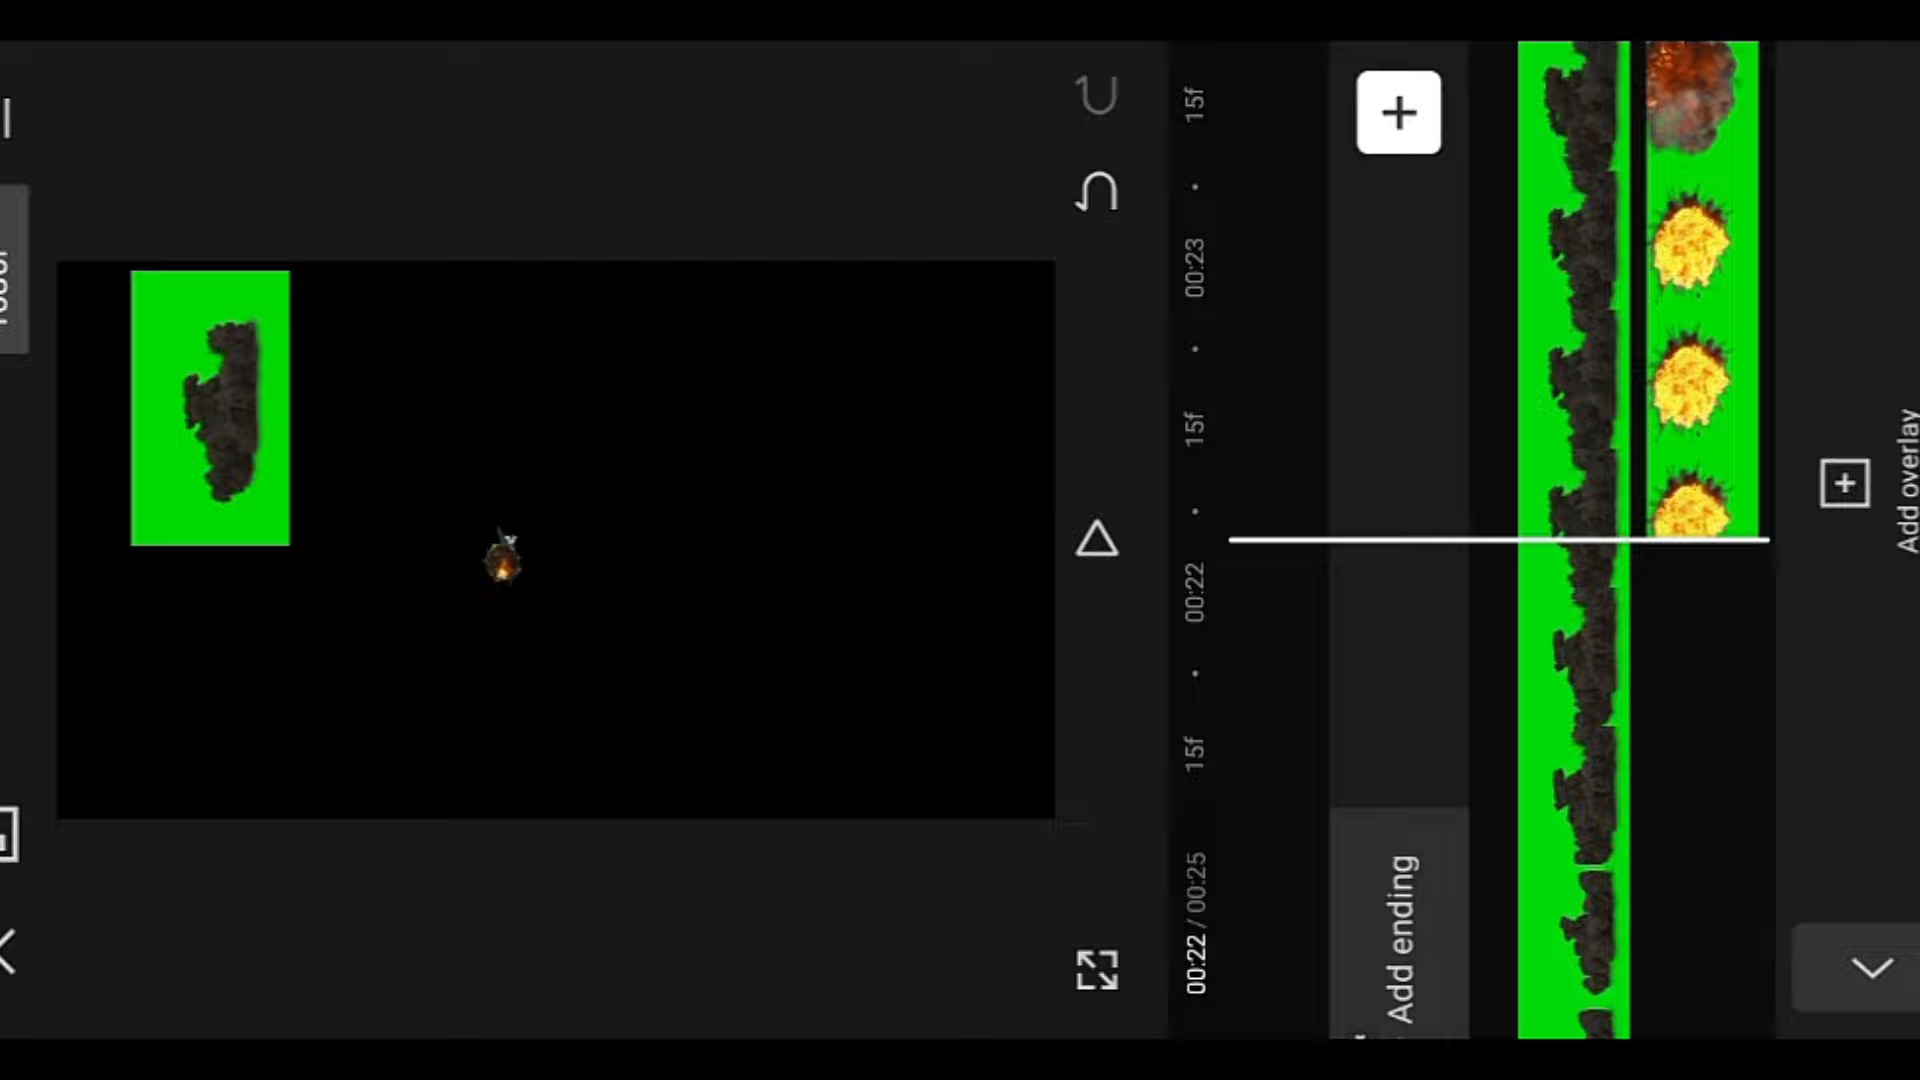 00:22 / 00:25
15f
00:22
15f
00:23
15f
Add ending
Add overlay